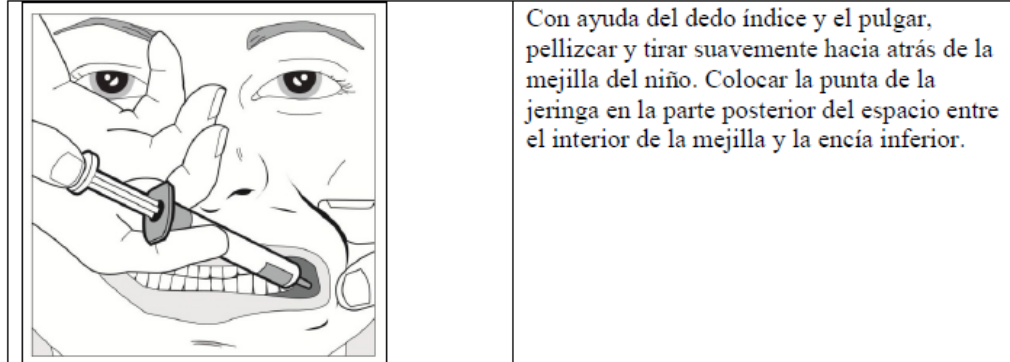 Con ayuda del dedo índice y el pulgar,
pellizcar y tirar suavemente hacia atrás de la
mejilla del niño. Colocar la punta de la
jeringa en la parte posterior del espacio entre
el interior de la mejilla y la encía inferior.